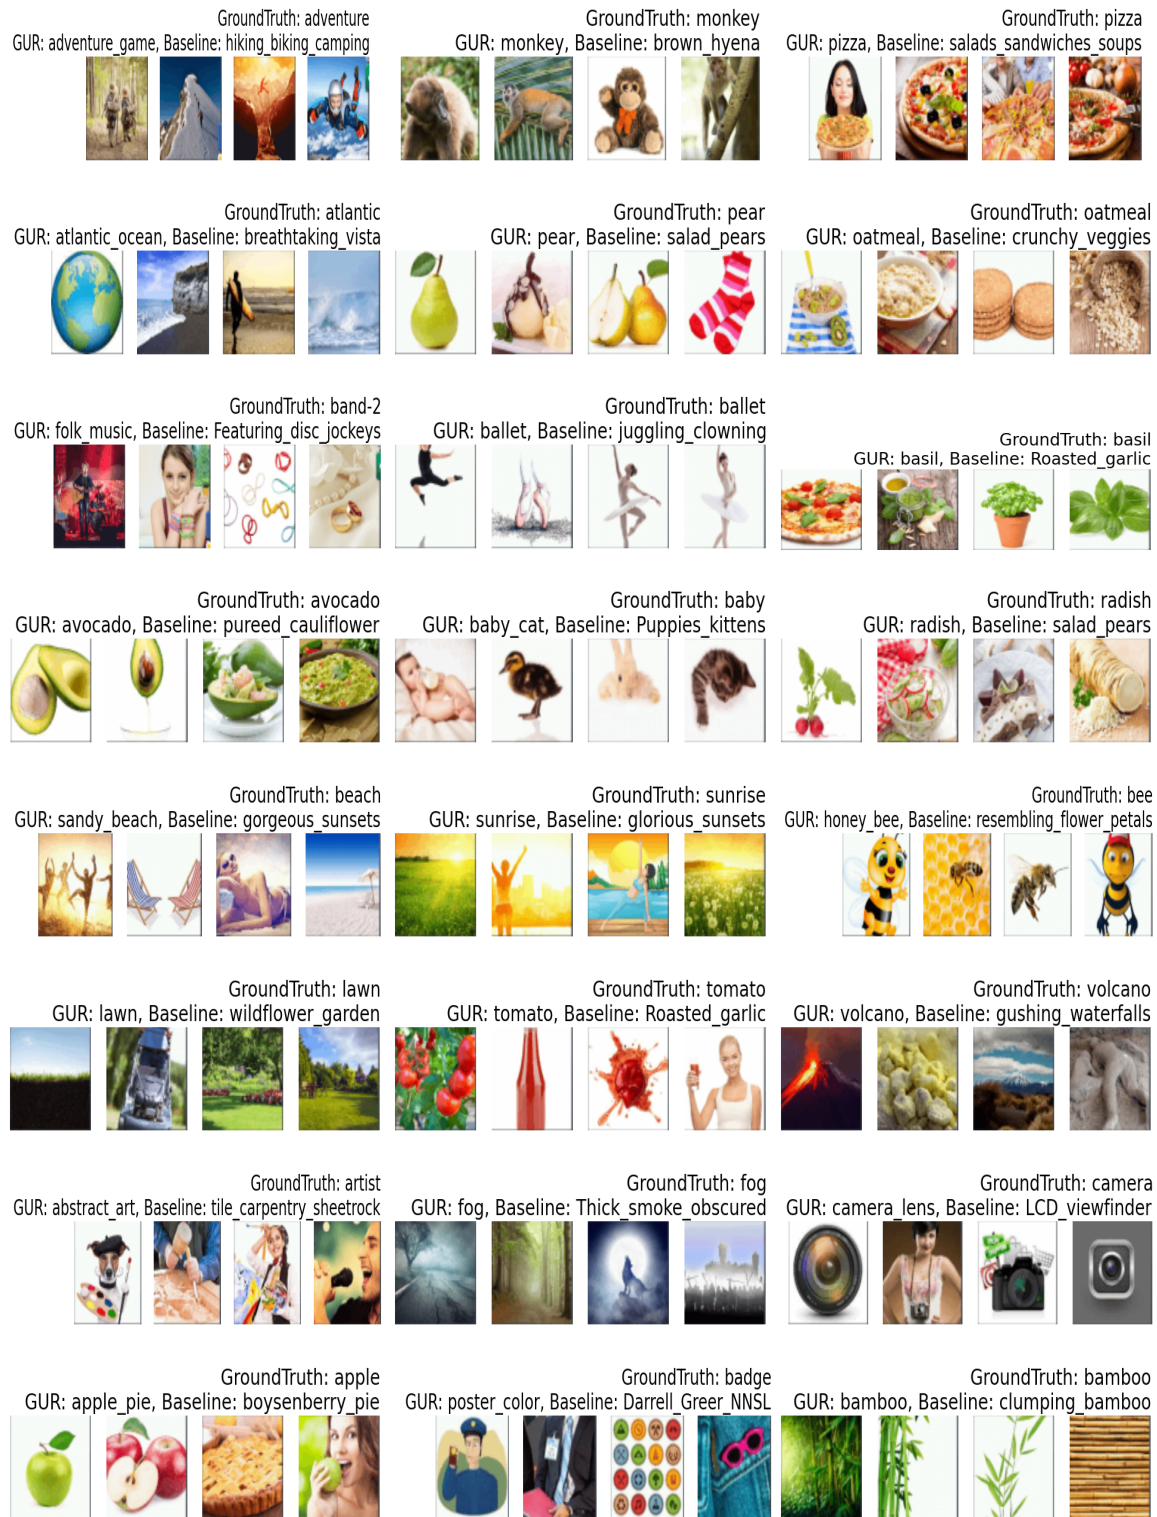 GroundTruth: adventure
GUR: adventure_game, Baseline: hiking_biking_camping
GroundTruth: monkey
GUR: monkey, Baseline: brown_hyena
GroundTruth: pizza
GUR: pizza, Baseline: salads_sandwiches_soups
GroundTruth: atlantic
GUR: atlantic_ocean, Baseline: breathtaking_vista
GroundTruth: pear
GUR: pear, Baseline: salad_pears
GroundTruth: oatmeal
GUR: oatmeal, Baseline: crunchy_veggies
GroundTruth: band-2
GUR: folk_music, Baseline: Featuring_disc_jockeys
GroundTruth: ballet
GUR: ballet, Baseline: juggling_clowning
GroundTruth: basil
GUR: basil, Baseline: Roasted_garlic
GroundTruth: avocado
GUR: avocado, Baseline: pureed_cauliflower
GroundTruth: baby
GUR: baby_cat, Baseline: Puppies_kittens
GroundTruth: radish
GUR: radish, Baseline: salad_pears
GroundTruth: beach
GUR: sandy_beach, Baseline: gorgeous_sunsets
GroundTruth: sunrise
GUR: sunrise, Baseline: glorious_sunsets
GroundTruth: bee
GUR: honey_bee, Baseline: resembling_flower_petals
GroundTruth: lawn
GUR: lawn, Baseline: wildflower_garden
GroundTruth: tomato
GUR: tomato, Baseline: Roasted_garlic
GroundTruth: volcano
GUR: volcano, Baseline: gushing_waterfalls
GroundTruth: artist
GUR: abstract_art, Baseline: tile_carpentry_sheetrock
GroundTruth: fog
GUR: fog, Baseline: Thick_smoke_obscured
GroundTruth: camera
GUR: camera_lens, Baseline: LCD_viewfinder
GroundTruth: apple
GUR: apple_pie, Baseline: boysenberry_pie
GroundTruth: badge
GUR: poster_color, Baseline: Darrell_Greer_NNSL
GroundTruth: bamboo
GUR: bamboo, Baseline: clumping_bamboo